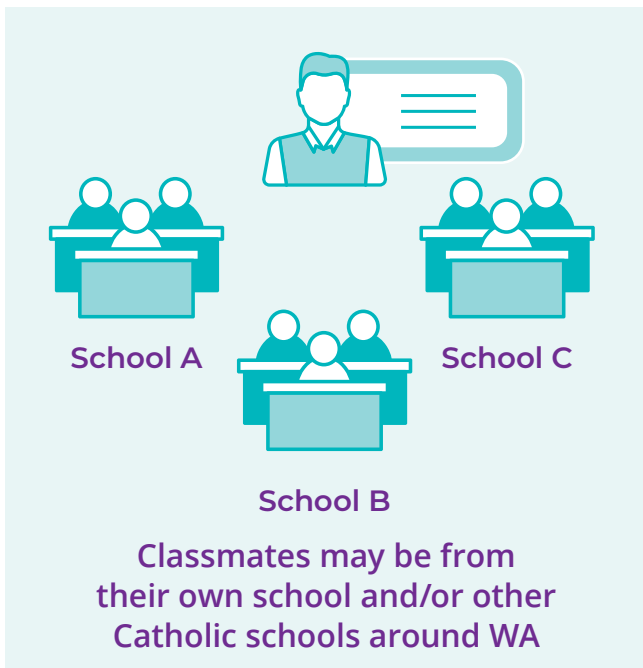 School A
School C
School B
Classmates may be from
their own school and/or other
Catholic schools around WA